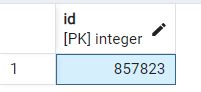 id
[PK] integer
1
857823